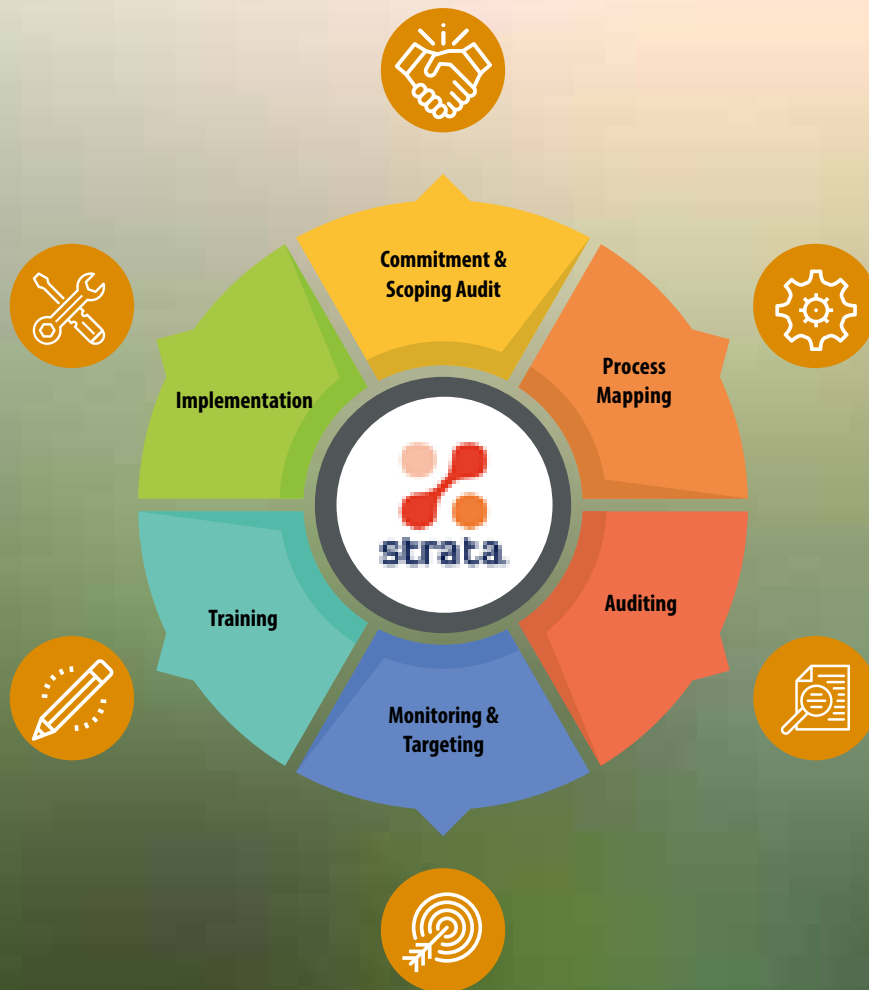 Commitment &
Scoping Audit
Process
Mapping
Implementation
strata
Auditing
Training
Monitoring &
Targeting